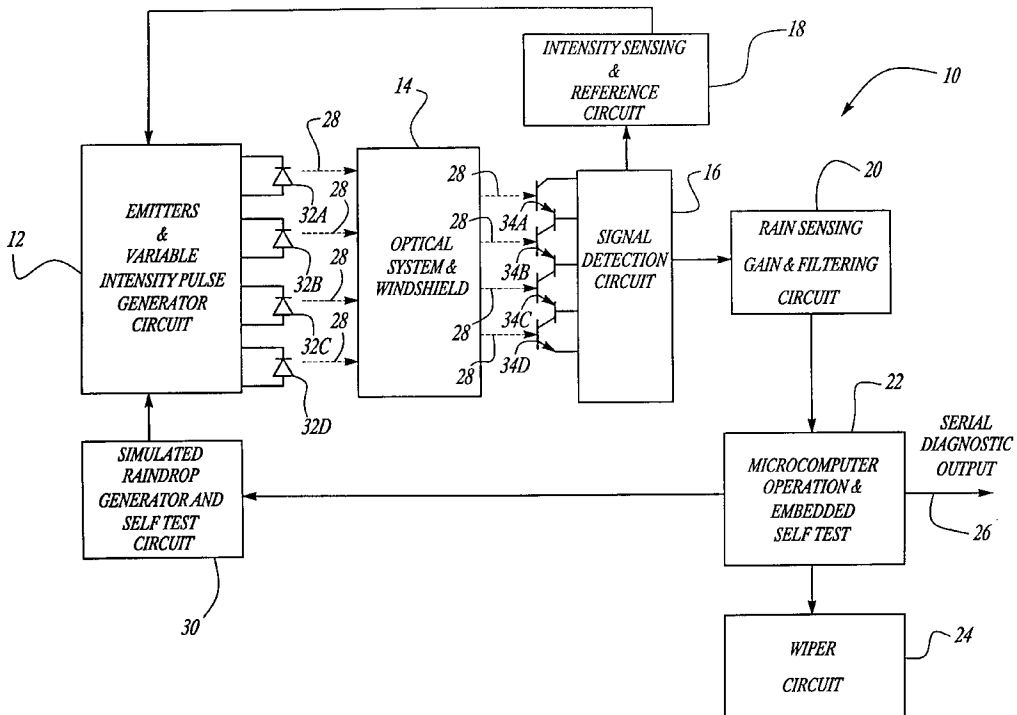 INTENSITY SENSING
&
REFERENCE
CIRCUIT
18
10
14
28
EMITTERS
&
VARIABLE
INTENSITY PULSE
GENERATOR
CIRCUIT
12
32A
28
32B
28
32C
28
32D
OPTICAL
SYSTEM &
WINDSHIELD
28
34A
28
34B
28
34C
28
34D
SIGNAL
DETECTION
CIRCUIT
16
20
RAIN SENSING
GAIN & FILTERING
CIRCUIT
22
SIMULATED
RAINDROP
GENERATOR AND
SELF TEST
CIRCUIT
30
MICROCOMPUTER
OPERATION &
EMBEDDED
SELF TEST
SERIAL
DIAGNOSTIC
OUTPUT
26
WIPER
CIRCUIT
24